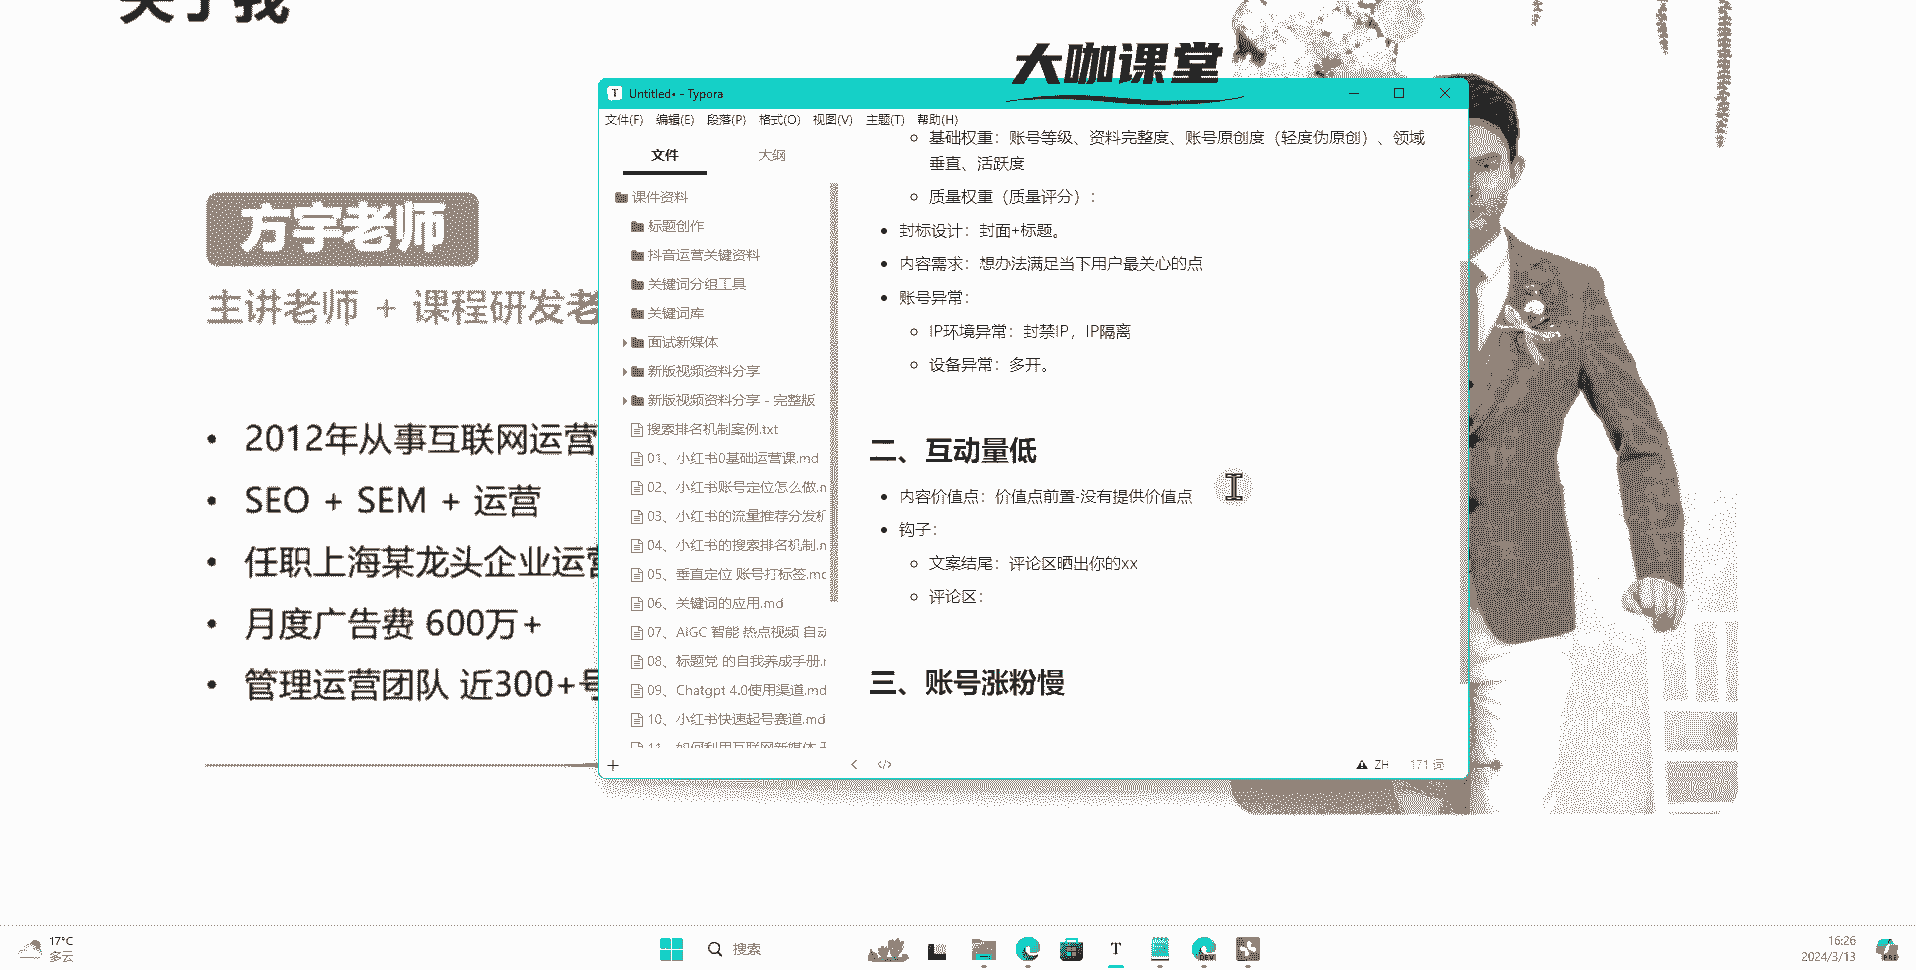 关于我
大咖课堂
方宇老师
主讲老师 + 课程研发老
2012年从事互联网运营
SEO + SEM + 运营
任职上海某龙头企业运营
月度广告费 600万+
管理运营团队 近300+号
Untitled• - Typora
文件(F) 编辑(E) 段落(P) 格式(O) 视图(V) 主题(T) 帮助(H)
文件 大纲
课件资料
标题创作
抖音运营关键资料
关键词分组工具
关键词库
面试新媒体
新版视频资料分享
新版视频资料分享 - 完整版
搜索排名机制案例.txt
01、小红书0基础运营课.md
02、小红书账号定位怎么做.n
03、小红书的流量推荐分发机
04、小红书的搜索排名机制.n
05、垂直定位 账号打标签.mc
06、关键词的应用.md
07、AIGC 智能 热点视频 自动
08、标题党 的自我养成手册.r
09、Chatgpt 4.0使用渠道.md
10、小红书快速起号赛道.md
11、如何利用互联网新媒体
基础权重：账号等级、资料完整度、账号原创度（轻度伪原创）、领域
垂直、活跃度
质量权重（质量评分）：
封标设计：封面+标题。
内容需求：想办法满足当下用户最关心的点
账号异常：
IP环境异常：封禁IP，IP隔离
设备异常：多开。
二、互动量低
内容价值点：价值点前置-没有提供价值点
钩子：
文案结尾：评论区晒出你的xx
评论区：
三、账号涨粉慢
ZH 171 词
17°C
多云
搜索
16:26
2024/3/13